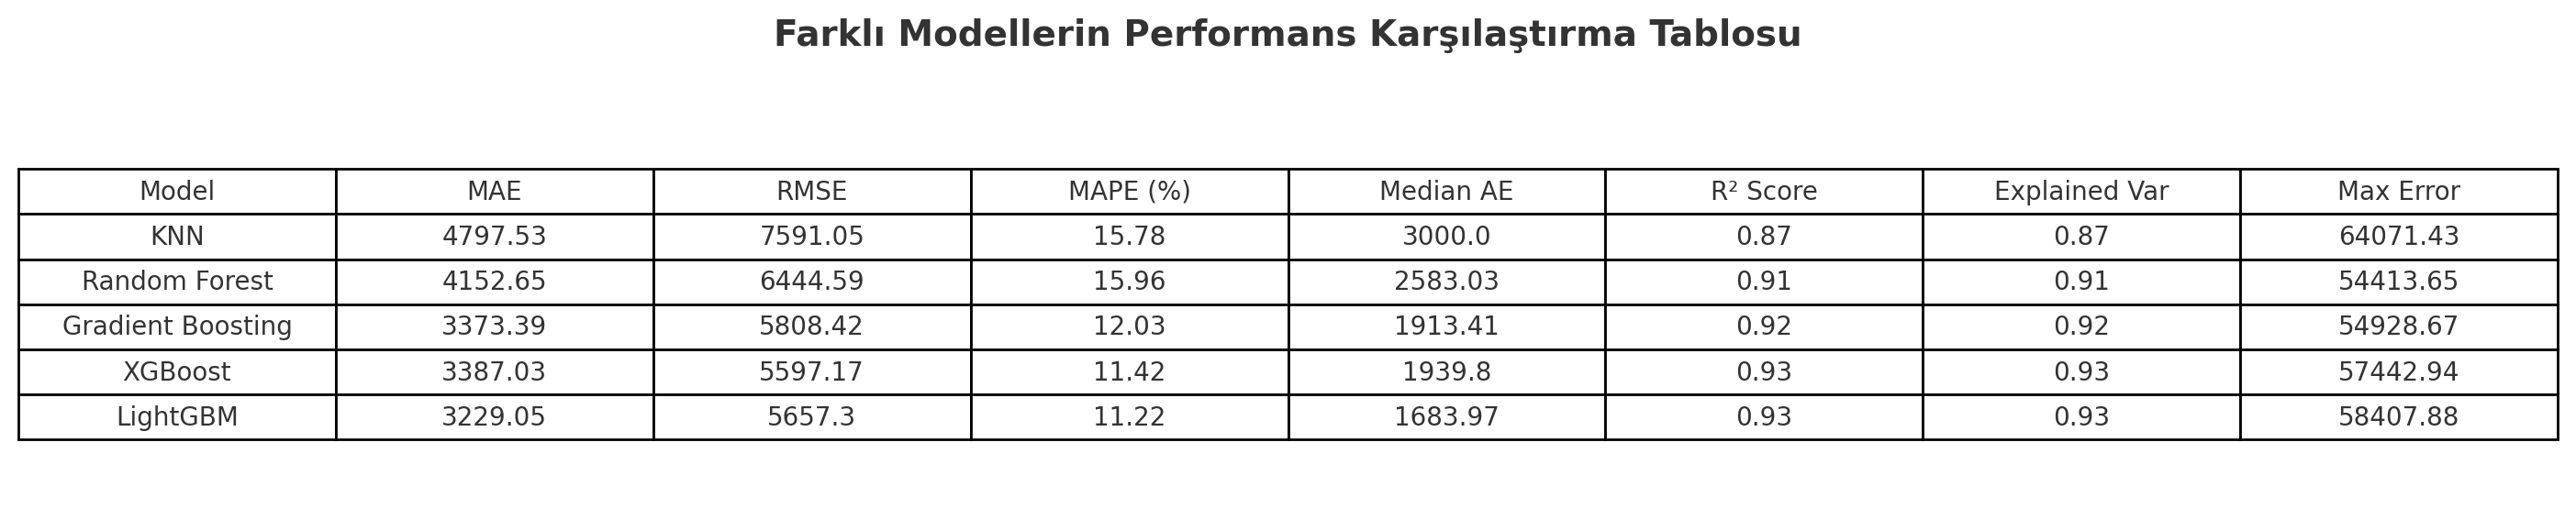 Farklı Modellerin Performans Karşılaştırma Tablosu
Model MAE RMSE MAPE (%) Median AE R² Score Explained Var Max Error
KNN 4797.53 7591.05 15.78 3000.0 0.87 0.87 64071.43
Random Forest 4152.65 6444.59 15.96 2583.03 0.91 0.91 54413.65
Gradient Boosting 3373.39 5808.42 12.03 1913.41 0.92 0.92 54928.67
XGBoost 3387.03 5597.17 11.42 1939.8 0.93 0.93 57442.94
LightGBM 3229.05 5657.3 11.22 1683.97 0.93 0.93 58407.88